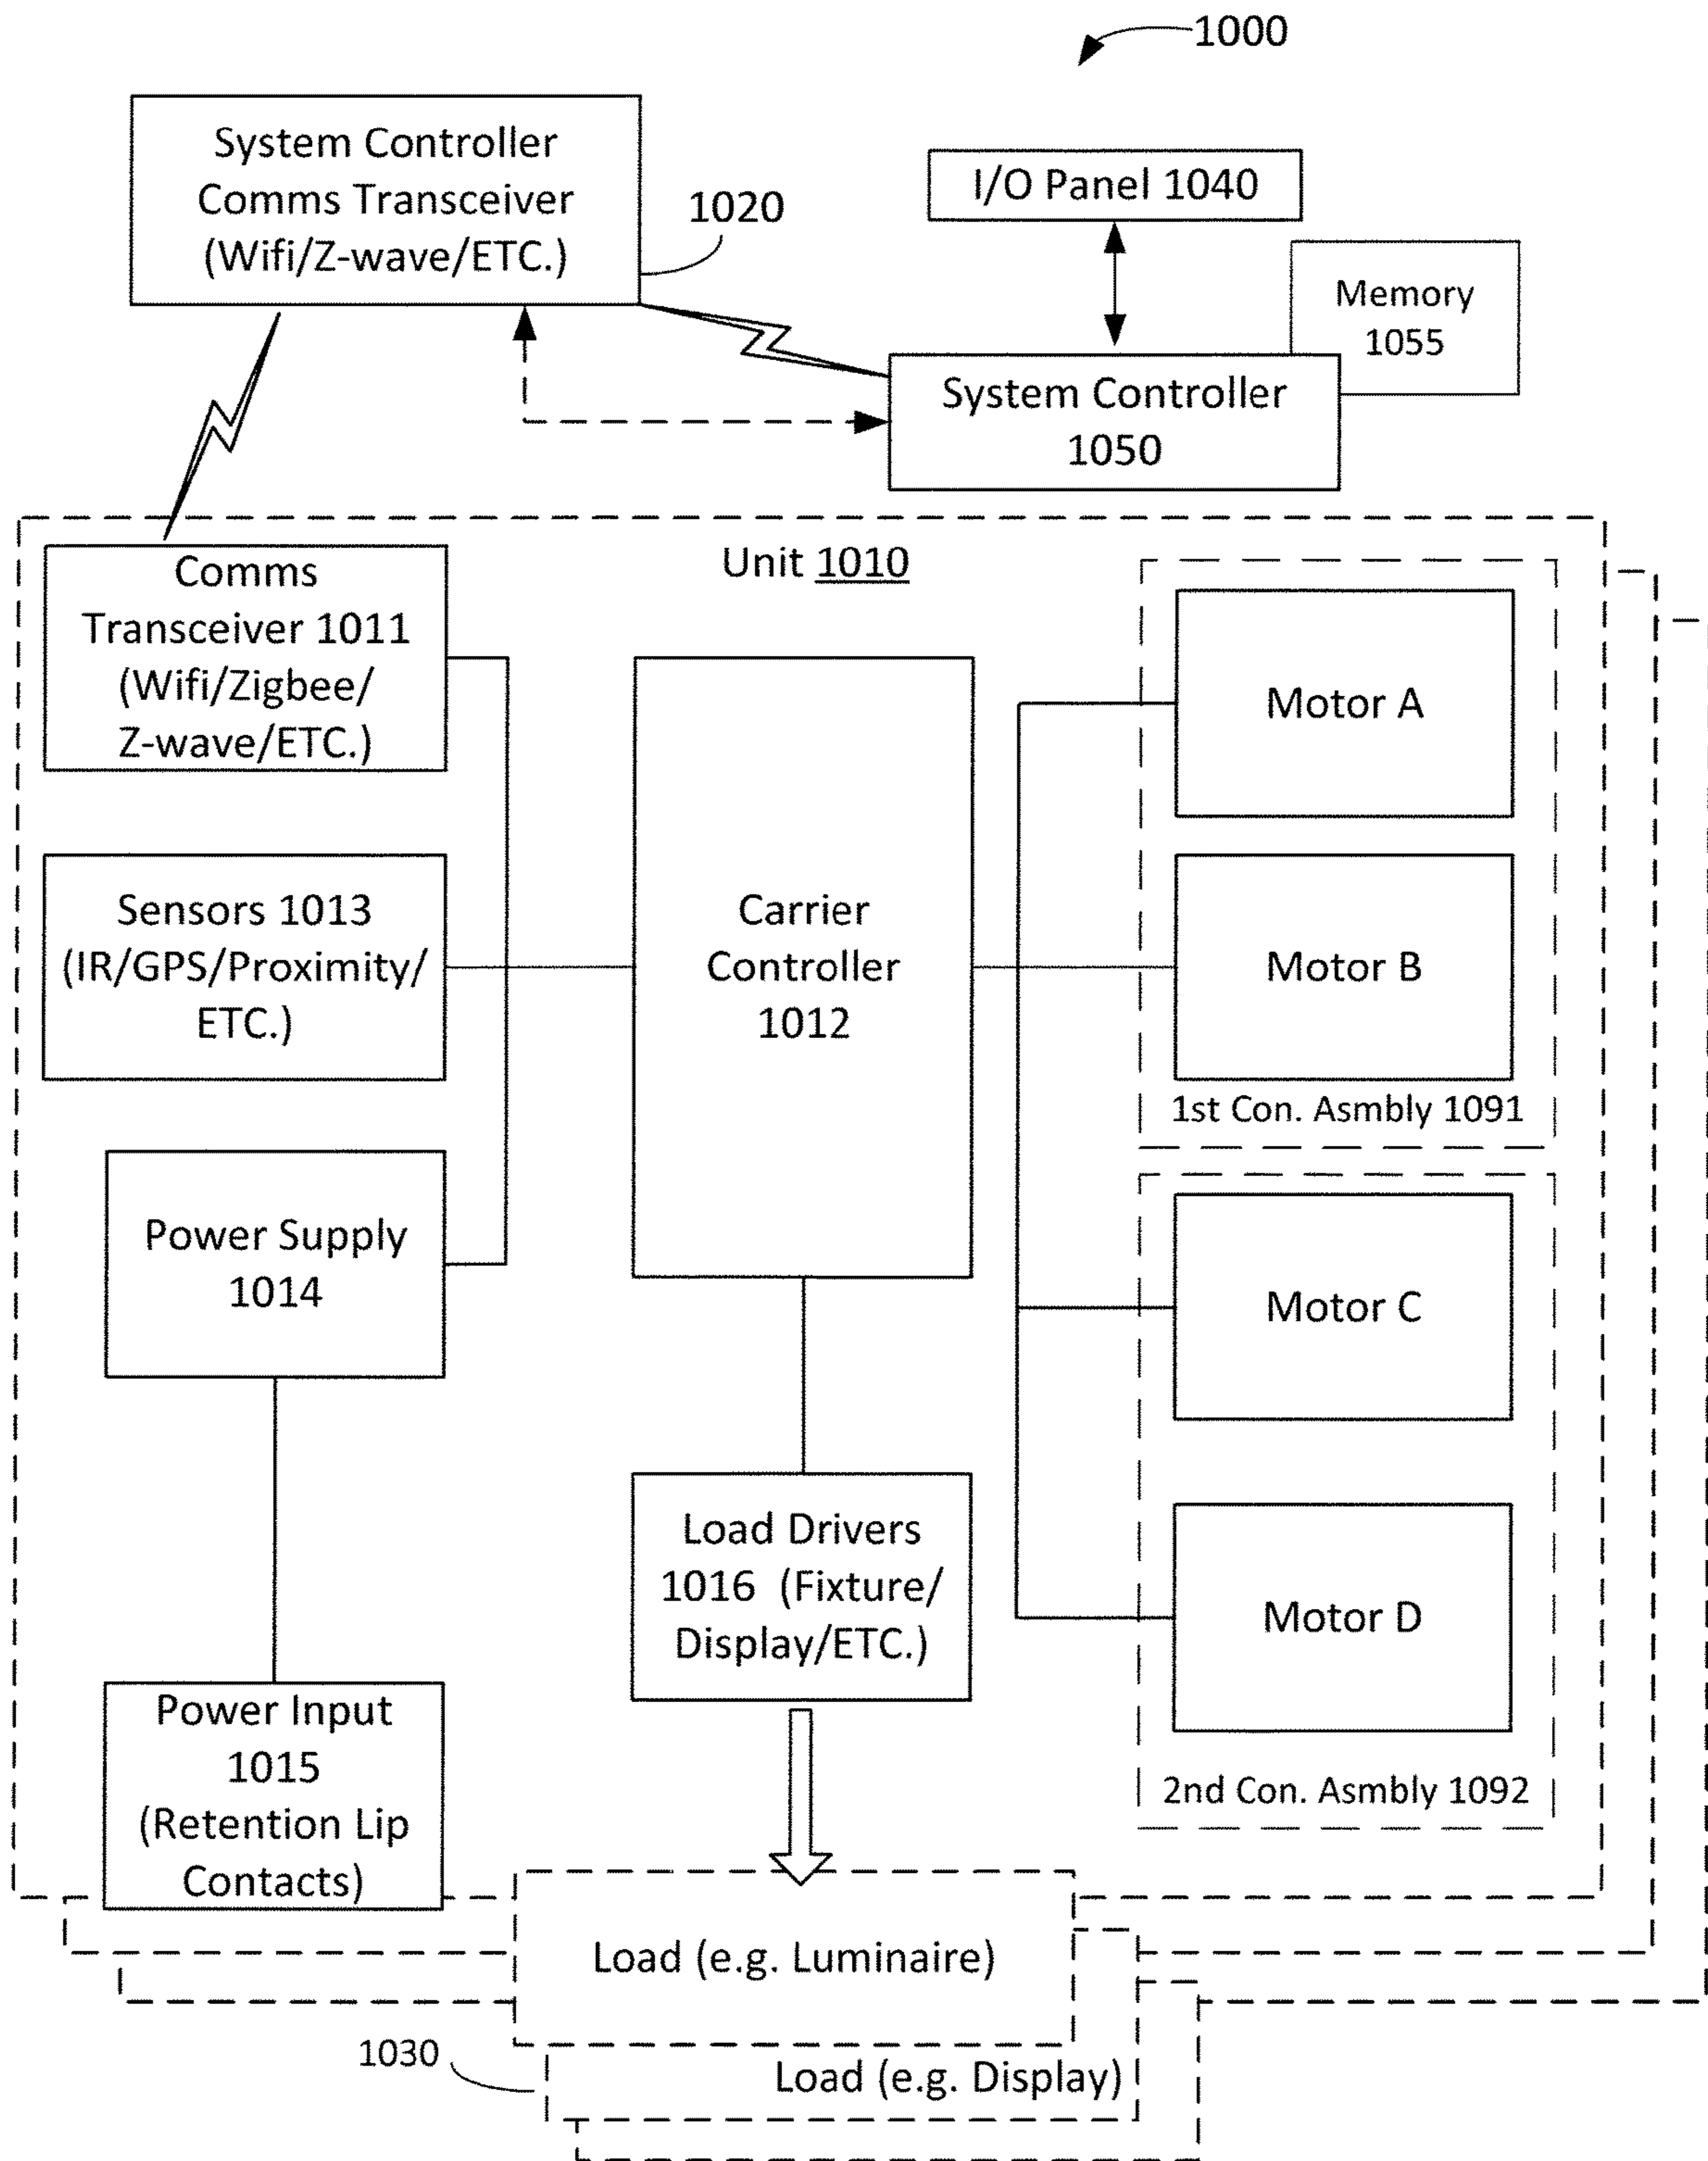 1000
System Controller
Comms Transceiver
(Wifi/Z-wave/ETC.)
1020
I/O Panel 1040
Memory
1055
System Controller
1050
Unit 1010
Comms
Transceiver 1011
(Wifi/Zigbee/
Z-wave/ETC.)
Motor A
Sensors 1013
(IR/GPS/Proximity/
ETC.)
Carrier
Controller
1012
Motor B
1st Con. Asmbly 1091
Power Supply
1014
Motor C
Load Drivers
1016 (Fixture/
Display/ETC.)
Motor D
2nd Con. Asmbly 1092
Power Input
1015
(Retention Lip
Contacts)
Load (e.g. Luminaire)
1030
Load (e.g. Display)